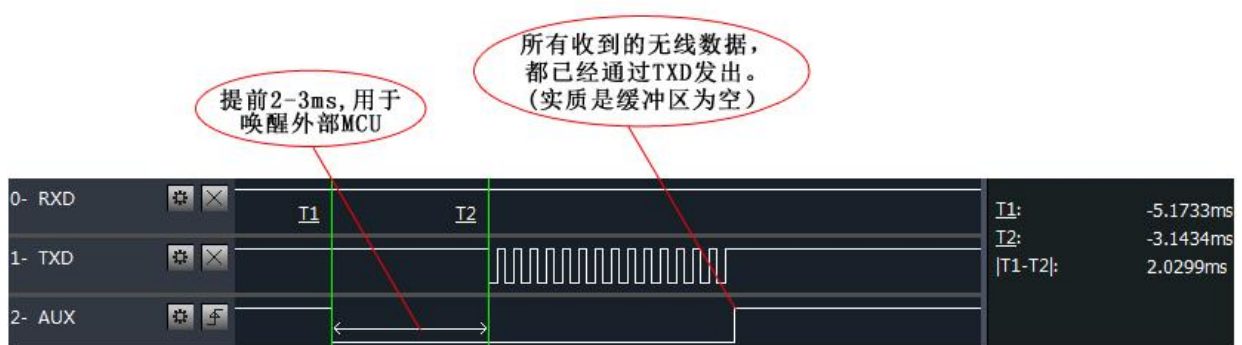 所有收到的无线数据，
都已经通过TXD发出。
(实质是缓冲区为空)
提前2-3ms,用于
唤醒外部MCU
0- RXD
T1
T2
1- TXD
2- AUX
T1: -5.1733ms
T2: -3.1434ms
|T1-T2|: 2.0299ms